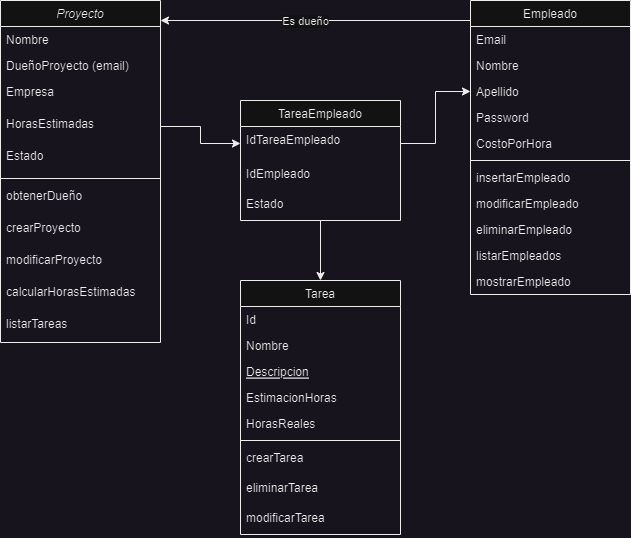 Proyecto
Nombre
DueñoProyecto (email)
Empresa
HorasEstimadas
Estado
obtenerDueño
crearProyecto
modificarProyecto
calcularHorasEstimadas
listarTareas
Es dueño
Empleado
Email
Nombre
Apellido
Password
CostoPorHora
insertarEmpleado
modificarEmpleado
eliminarEmpleado
listarEmpleados
mostrarEmpleado
TareaEmpleado
IdTareaEmpleado
IdEmpleado
Estado
Tarea
Id
Nombre
Descripcion
EstimacionHoras
HorasReales
crearTarea
eliminarTarea
modificarTarea